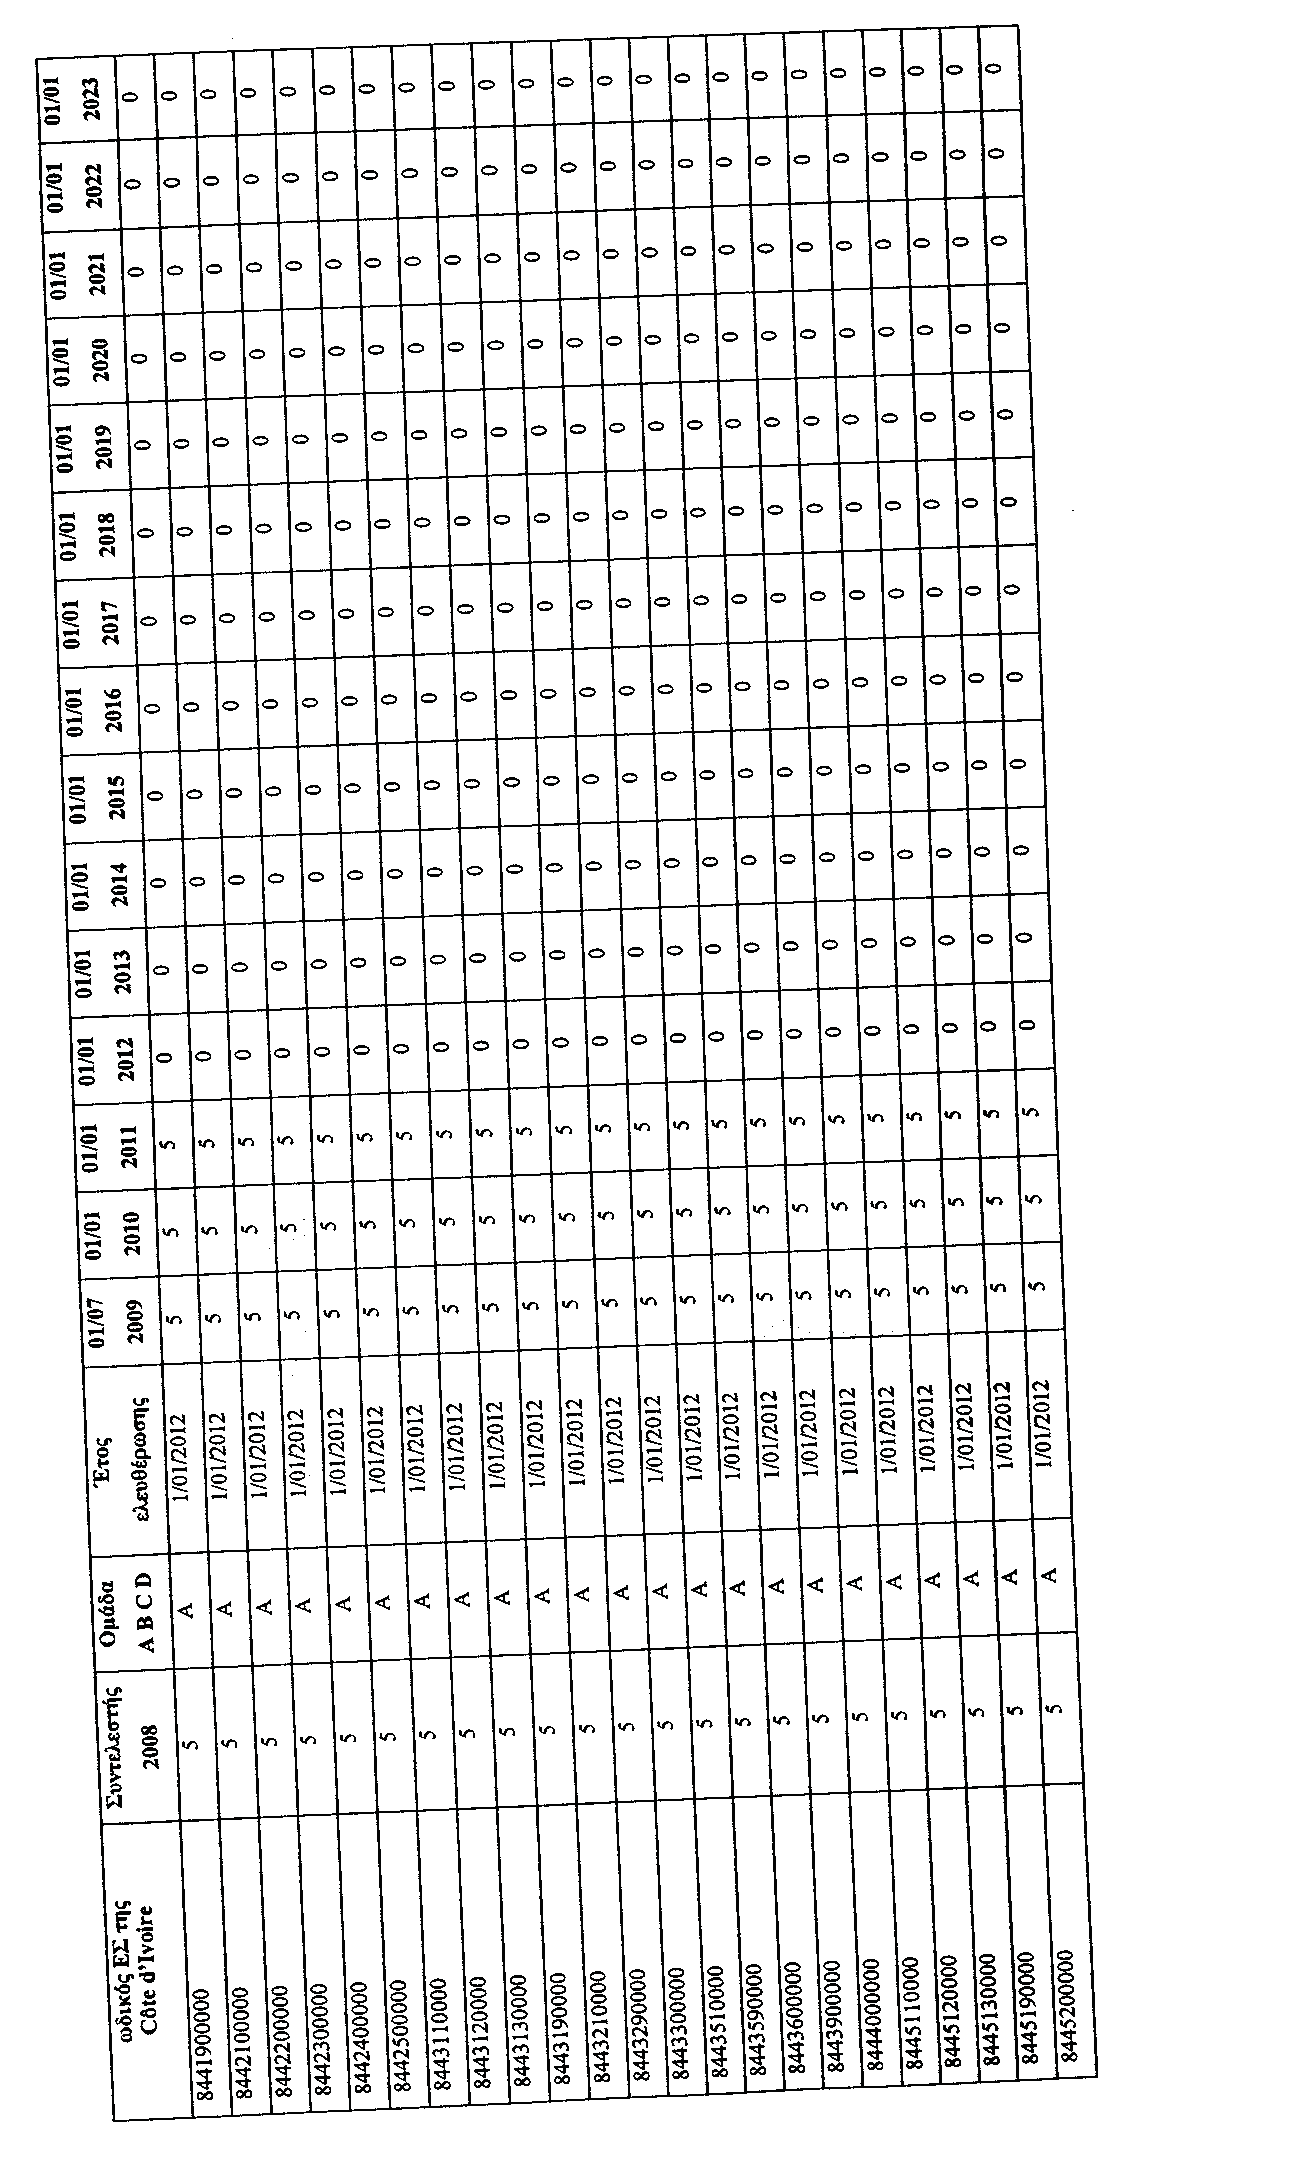 ωδικός ΕΣ της Συντελεστής Ομάδα Έτος 01/07 01/01 01/01 01/01 01/01 01/01 01/01 01/01 01/01 01/01 01/01 01/01 01/01 01/01 01/01
Côte d'Ivoire 2008 A B C D ελευθέρωσης 2009 2010 2011 2012 2013 2014 2015 2016 2017 2018 2019 2020 2021 2022 2023
8441900000 5 A 1/01/2012 5 5 5 0 0 0 0 0 0 0 0 0 0 0 0
8442100000 5 A 1/01/2012 5 5 5 0 0 0 0 0 0 0 0 0 0 0 0
8442200000 5 A 1/01/2012 5 5 5 0 0 0 0 0 0 0 0 0 0 0 0
8442300000 5 A 1/01/2012 5 5 5 0 0 0 0 0 0 0 0 0 0 0 0
8442400000 5 A 1/01/2012 5 5 5 0 0 0 0 0 0 0 0 0 0 0 0
8442500000 5 A 1/01/2012 5 5 5 0 0 0 0 0 0 0 0 0 0 0 0
8443110000 5 A 1/01/2012 5 5 5 0 0 0 0 0 0 0 0 0 0 0 0
8443120000 5 A 1/01/2012 5 5 5 0 0 0 0 0 0 0 0 0 0 0 0
8443130000 5 A 1/01/2012 5 5 5 0 0 0 0 0 0 0 0 0 0 0 0
8443190000 5 A 1/01/2012 5 5 5 0 0 0 0 0 0 0 0 0 0 0 0
8443210000 5 A 1/01/2012 5 5 5 0 0 0 0 0 0 0 0 0 0 0 0
8443290000 5 A 1/01/2012 5 5 5 0 0 0 0 0 0 0 0 0 0 0 0
8443300000 5 A 1/01/2012 5 5 5 0 0 0 0 0 0 0 0 0 0 0 0
8443510000 5 A 1/01/2012 5 5 5 0 0 0 0 0 0 0 0 0 0 0 0
8443590000 5 A 1/01/2012 5 5 5 0 0 0 0 0 0 0 0 0 0 0 0
8443600000 5 A 1/01/2012 5 5 5 0 0 0 0 0 0 0 0 0 0 0 0
8443900000 5 A 1/01/2012 5 5 5 0 0 0 0 0 0 0 0 0 0 0 0
8444000000 5 A 1/01/2012 5 5 5 0 0 0 0 0 0 0 0 0 0 0 0
8445110000 5 A 1/01/2012 5 5 5 0 0 0 0 0 0 0 0 0 0 0 0
8445120000 5 A 1/01/2012 5 5 5 0 0 0 0 0 0 0 0 0 0 0 0
8445130000 5 A 1/01/2012 5 5 5 0 0 0 0 0 0 0 0 0 0 0 0
8445190000 5 A 1/01/2012 5 5 5 0 0 0 0 0 0 0 0 0 0 0 0
8445200000 5 A 1/01/2012 5 5 5 0 0 0 0 0 0 0 0 0 0 0 0